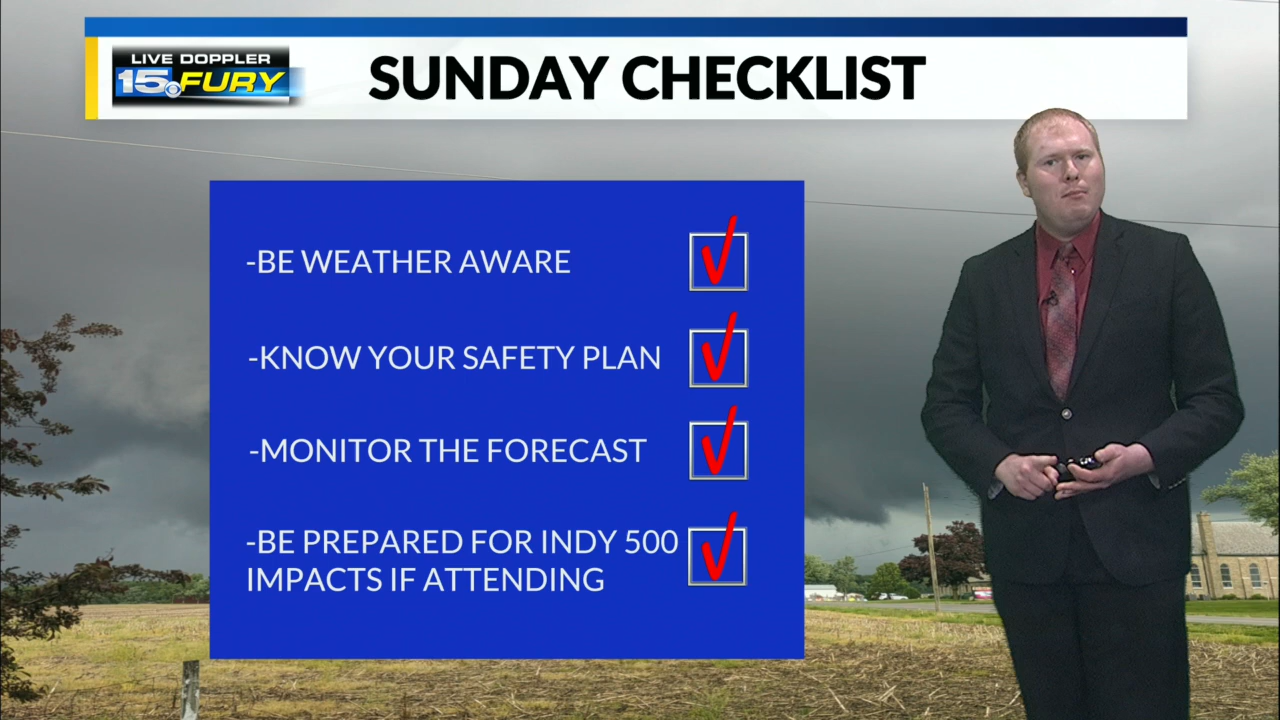 LIVE DOPPLER
15 FURY
SUNDAY CHECKLIST
-BE WEATHER AWARE
-KNOW YOUR SAFETY PLAN
-MONITOR THE FORECAST
-BE PREPARED FOR INDY 500
IMPACTS IF ATTENDING